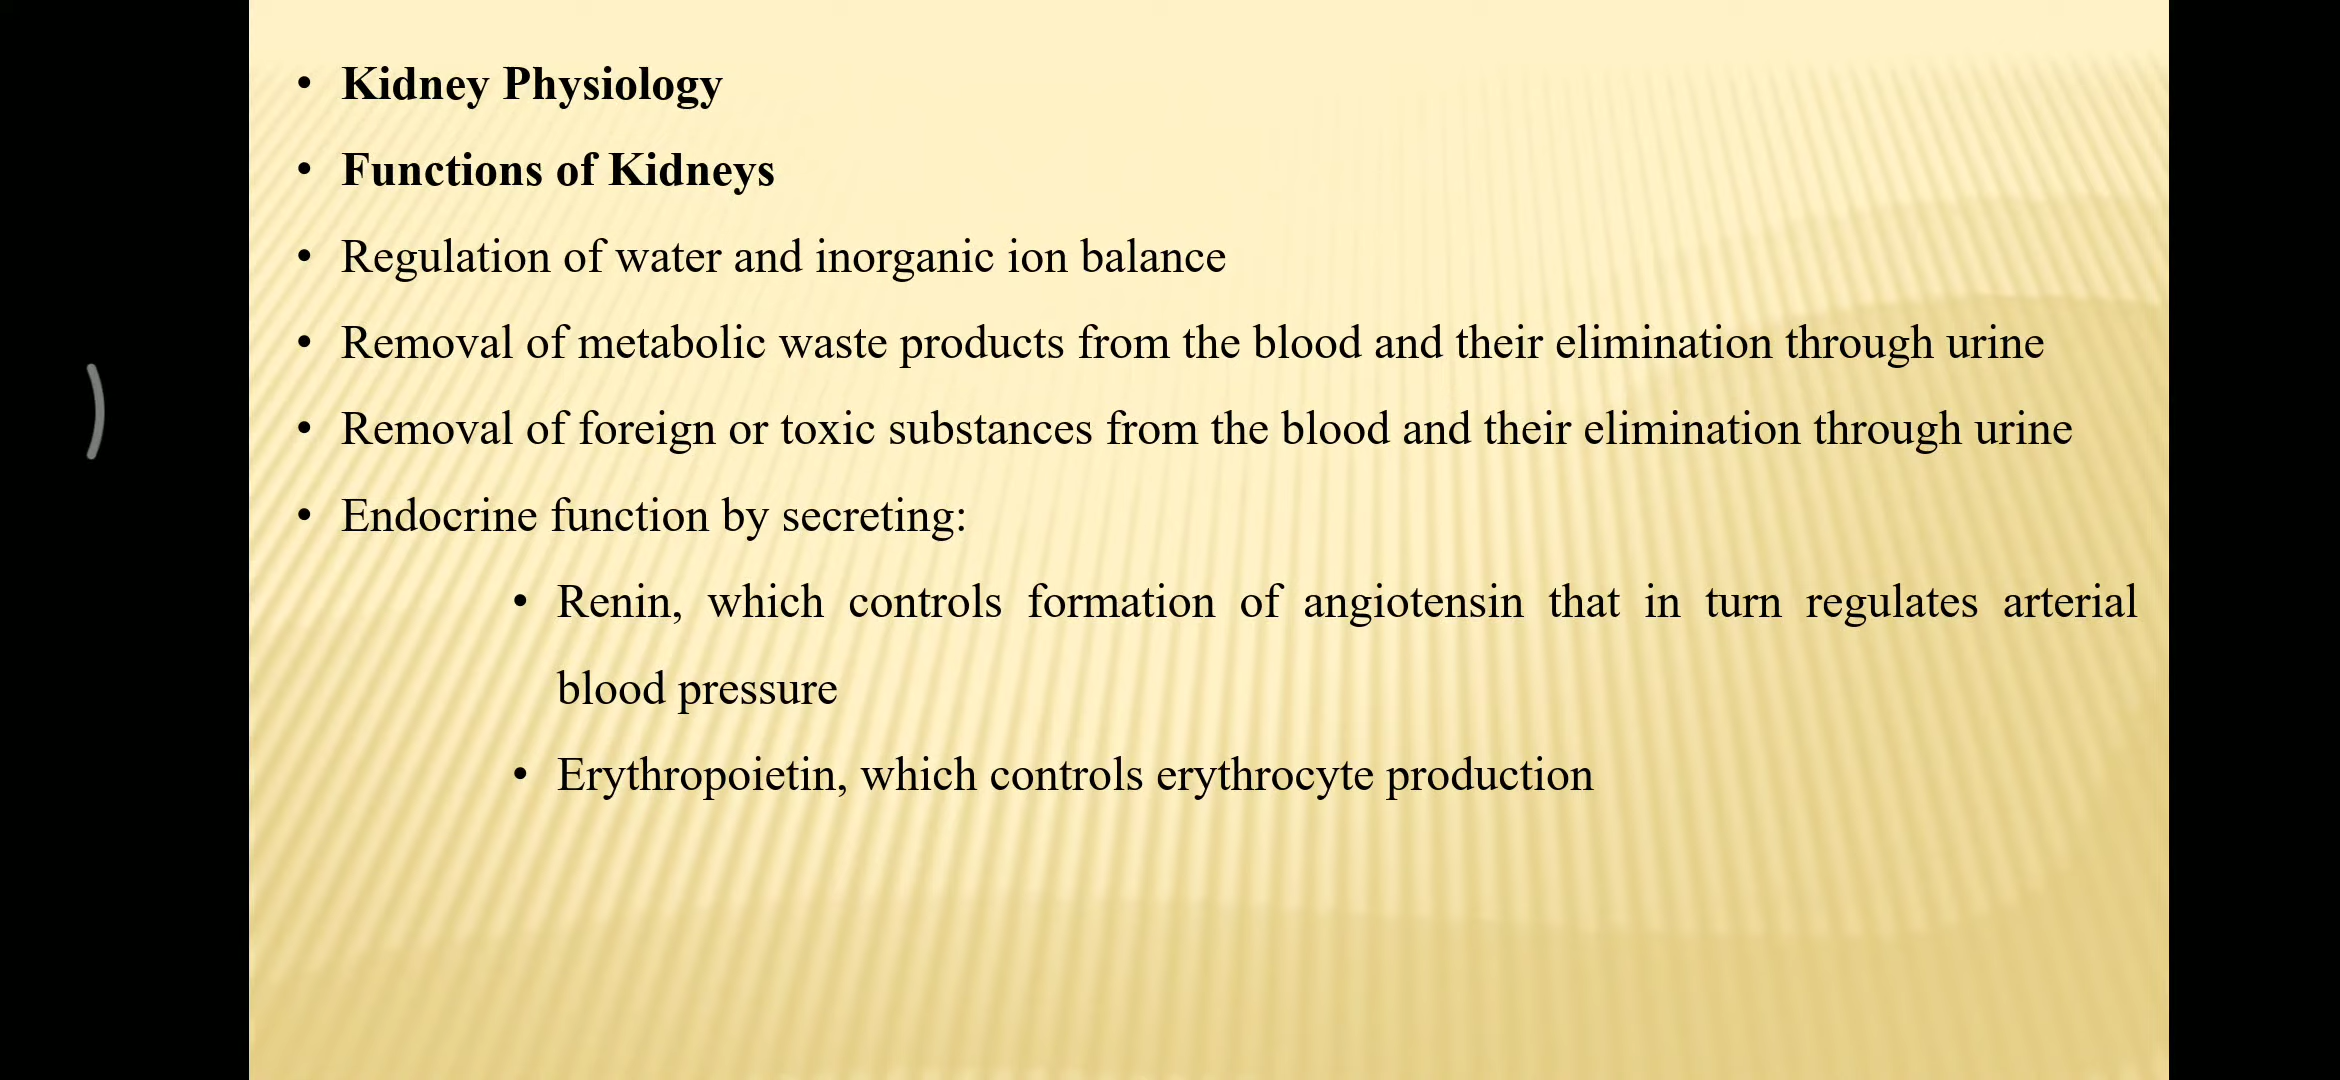 • Kidney Physiology
• Functions of Kidneys
• Regulation of water and inorganic ion balance
• Removal of metabolic waste products from the blood and their elimination through urine
• Removal of foreign or toxic substances from the blood and their elimination through urine
• Endocrine function by secreting:
• Renin, which controls formation of angiotensin that in turn regulates arterial
blood pressure
• Erythropoietin, which controls erythrocyte production